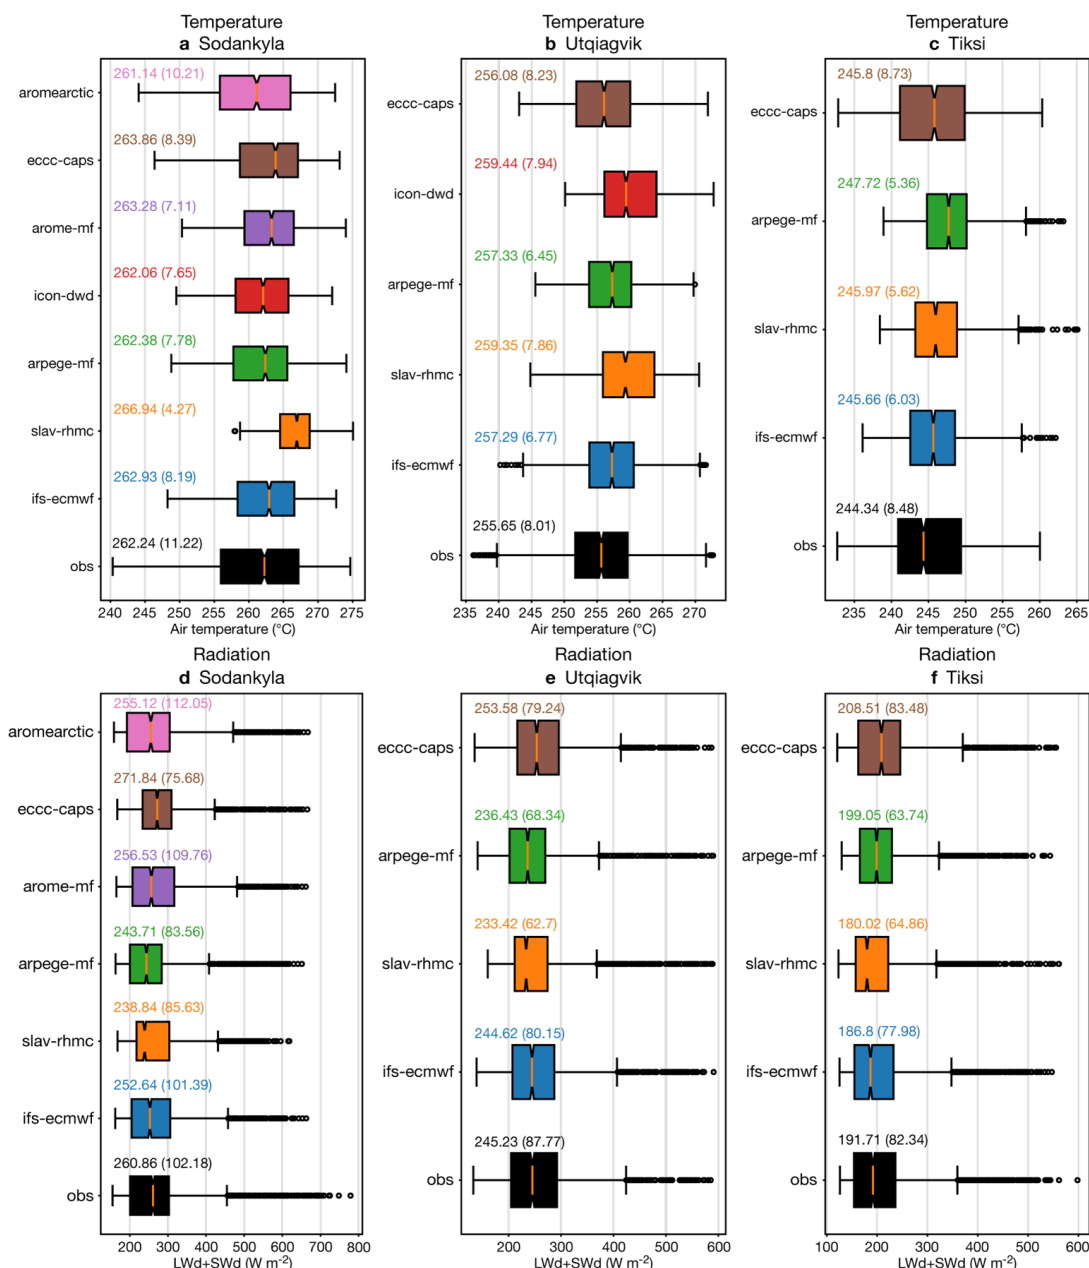 Temperature
a Sodankyla
aromearctic
261.14 (10.21)
eccc-caps
263.86 (8.39)
arome-mf
263.28 (7.11)
icon-dwd
262.06 (7.65)
arpege-mf
262.38 (7.78)
slav-rhmc
266.94 (4.27)
ifs-ecmwf
262.93 (8.19)
obs
262.24 (11.22)
240 245 250 255 260 265 270 275
Air temperature (°C)
Temperature
b Utqiagvik
eccc-caps
256.08 (8.23)
icon-dwd
259.44 (7.94)
arpege-mf
257.33 (6.45)
slav-rhmc
259.35 (7.86)
ifs-ecmwf
257.29 (6.77)
obs
255.65 (8.01)
235 240 245 250 255 260 265 270
Air temperature (°C)
Temperature
c Tiksi
eccc-caps
245.8 (8.73)
arpege-mf
247.72 (5.36)
slav-rhmc
245.97 (5.62)
ifs-ecmwf
245.66 (6.03)
obs
244.34 (8.48)
235 240 245 250 255 260 265
Air temperature (°C)
Radiation
d Sodankyla
aromearctic
255.12 (112.05)
eccc-caps
271.84 (75.68)
arome-mf
256.53 (109.76)
arpege-mf
243.71 (83.56)
slav-rhmc
238.84 (85.63)
ifs-ecmwf
252.64 (101.39)
obs
260.86 (102.18)
200 300 400 500 600 700 800
LWd+SWd (W m⁻²)
Radiation
e Utqiagvik
eccc-caps
253.58 (79.24)
arpege-mf
236.43 (68.34)
slav-rhmc
233.42 (62.7)
ifs-ecmwf
244.62 (80.15)
obs
245.23 (87.77)
200 300 400 500 600
LWd+SWd (W m⁻²)
Radiation
f Tiksi
eccc-caps
208.51 (83.48)
arpege-mf
199.05 (63.74)
slav-rhmc
180.02 (64.86)
ifs-ecmwf
186.8 (77.98)
obs
191.71 (82.34)
100 200 300 400 500 600
LWd+SWd (W m⁻²)